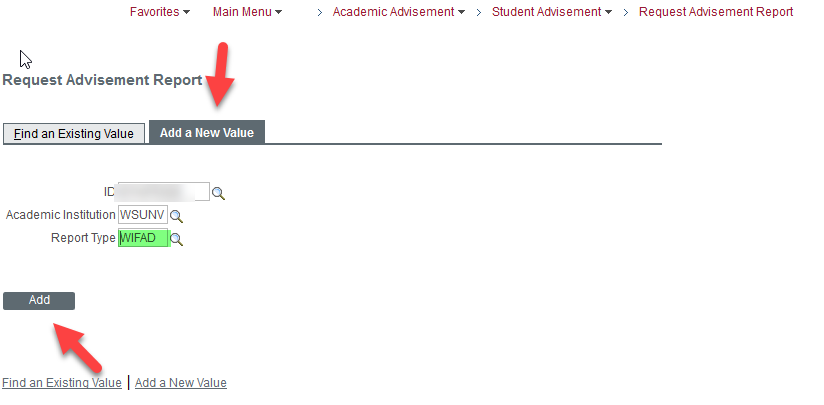 Favorites Main Menu > Academic Advisement > Student Advisement > Request Advisement Report
Request Advisement Report
Find an Existing Value Add a New Value
ID
Academic Institution WSUNV
Report Type WIFAD
Add
Find an Existing Value | Add a New Value